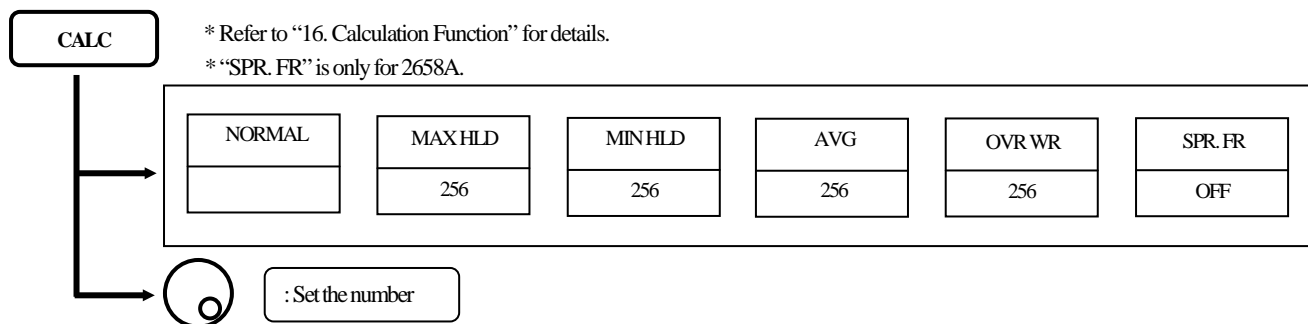 CALC
* Refer to “16. Calculation Function” for details.
* “SPR. FR” is only for 2658A.
NORMAL MAX HLD MIN HLD AVG OVR WR SPR. FR
256 256 256 256 OFF
: Set the number